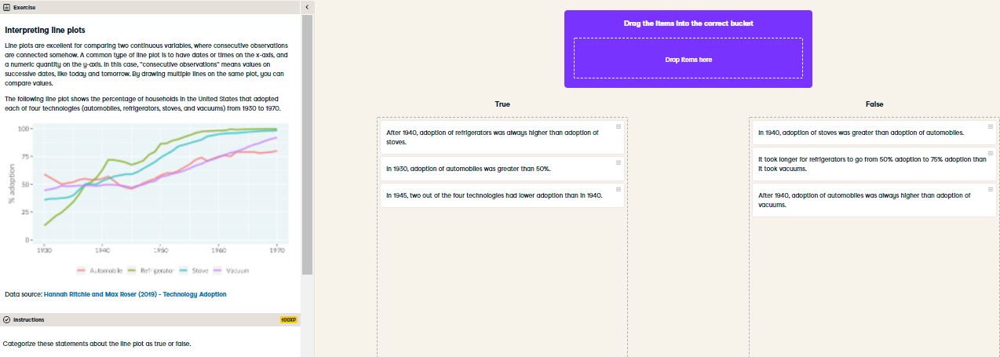 Exercise
Interpreting line plots
Line plots are excellent for comparing two continuous variables, where consecutive observations
are connected somehow. A common type of line plot is to have dates or times on the x-axis, and
a numeric quantity on the y-axis. In this case, "consecutive observations" means values on
successive dates, like today and tomorrow. By drawing multiple lines on the same plot, you can
compare values.
The following line plot shows the percentage of households in the United States that adopted
each of four technologies (automobiles, refrigerators, stoves, and vacuums) from 1930 to 1970.
100
75
50
25
0
% adoption
1930 1940 1950 1960 1970
Automobile Refrigerator Stove Vacuum
Data source: Hannah Ritchie and Max Roser (2019) - Technology Adoption
Instructions
100XP
Categorize these statements about the line plot as true or false.
Drag the items into the correct bucket
Drop items here
True
After 1940, adoption of refrigerators was always higher than adoption of
stoves.
In 1930, adoption of automobiles was greater than 50%.
In 1945, two out of the four technologies had lower adoption than in 1940.
False
In 1940, adoption of stoves was greater than adoption of automobiles.
It took longer for refrigerators to go from 50% adoption to 75% adoption than
it took vacuums.
After 1940, adoption of automobiles was always higher than adoption of
vacuums.